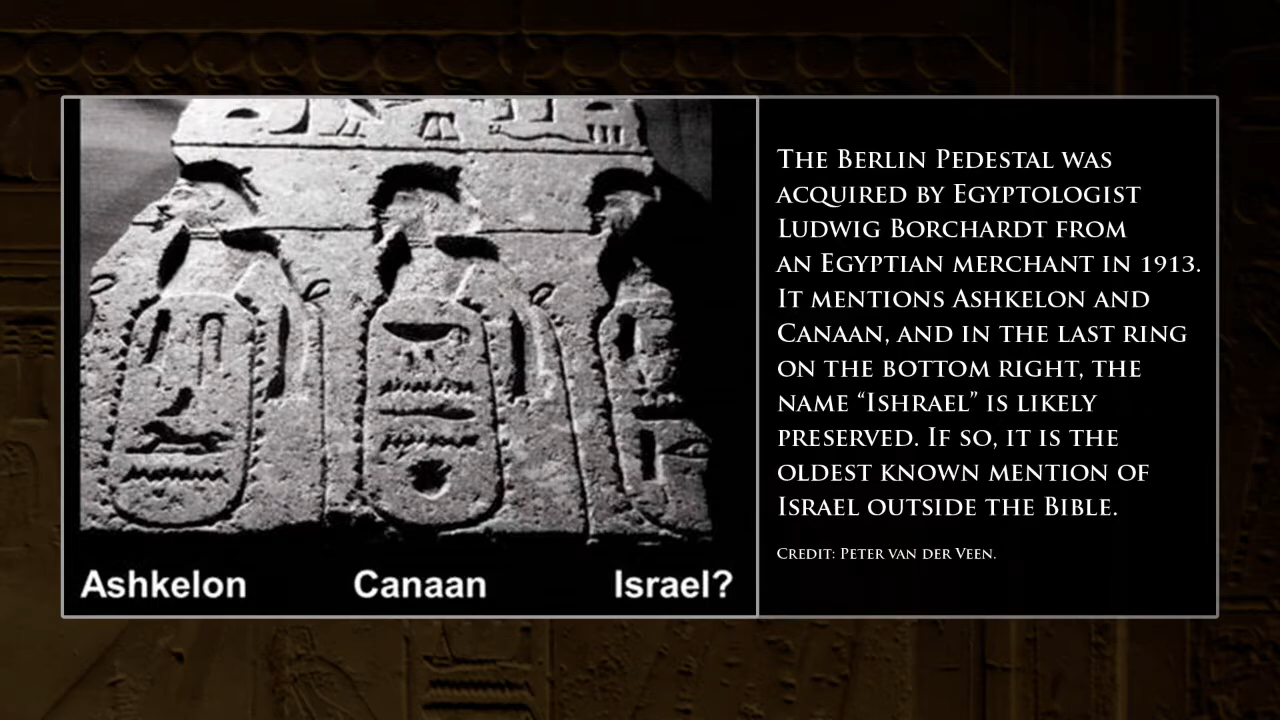 Ashkelon Canaan Israel?
The Berlin Pedestal was
acquired by Egyptologist
Ludwig Borchardt from
an Egyptian merchant in 1913.
It mentions Ashkelon and
Canaan, and in the last ring
on the bottom right, the
name “Ishrael” is likely
preserved. If so, it is the
oldest known mention of
Israel outside the Bible.
Credit: Peter van der Veen.